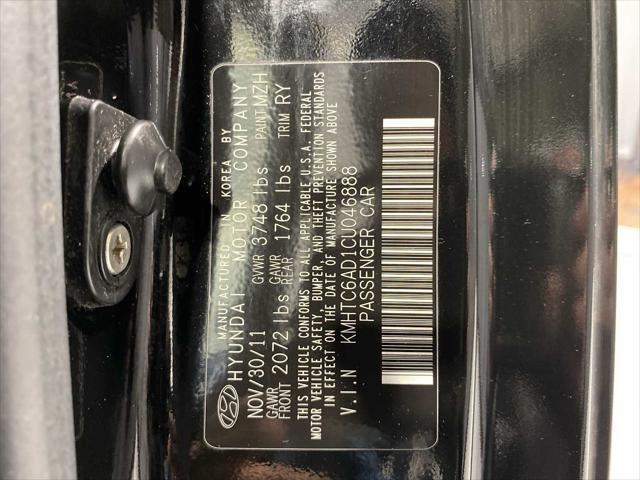 MANUFACTURED IN KOREA BY
HYUNDAI MOTOR COMPANY
NOV/30/11 GVWR 3748 lbs PAINT MZH
GAWR FRONT 2072 lbs GAWR REAR 1764 lbs TRIM RY
THIS VEHICLE CONFORMS TO ALL APPLICABLE U.S.A. FEDERAL
MOTOR VEHICLE SAFETY, BUMPER, AND THEFT PREVENTION STANDARDS
IN EFFECT ON THE DATE OF MANUFACTURE SHOWN ABOVE
V.I.N KMHTC6AD1CU046888
PASSENGER CAR